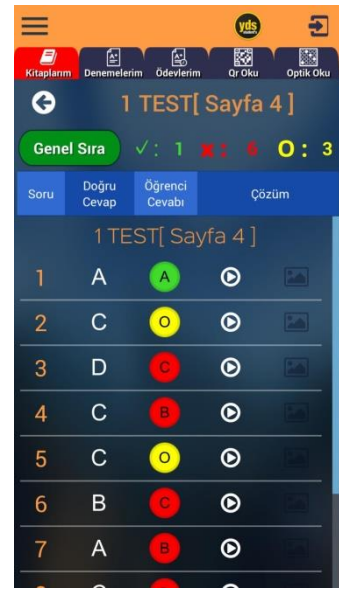 yds
Kitaplarım Denemelerim Ödevlerim Qr Oku Optik Oku
1 TEST[ Sayfa 4 ]
Genel Sıra ✓: 1 x: 6 O: 3
Soru Doğru Cevap Öğrenci Cevabı Çözüm
1 TEST[ Sayfa 4 ]
1 A A
2 C O
3 D C
4 C B
5 C O
6 B C
7 A B